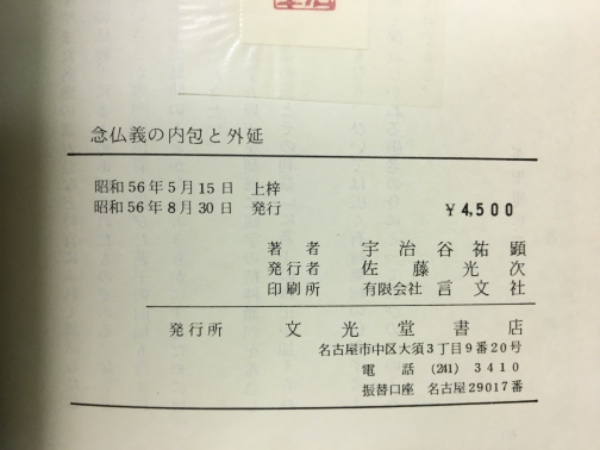 念仏義の内包と外延
昭和56年5月15日 上梓
昭和56年8月30日 発行 ¥4,500
著者 宇治谷祐顕
発行者 佐藤光次
印刷所 有限会社 言文社
発行所 文光堂書店
名古屋市中区大須3丁目9番20号
電話 (241) 3410
振替口座 名古屋29017番